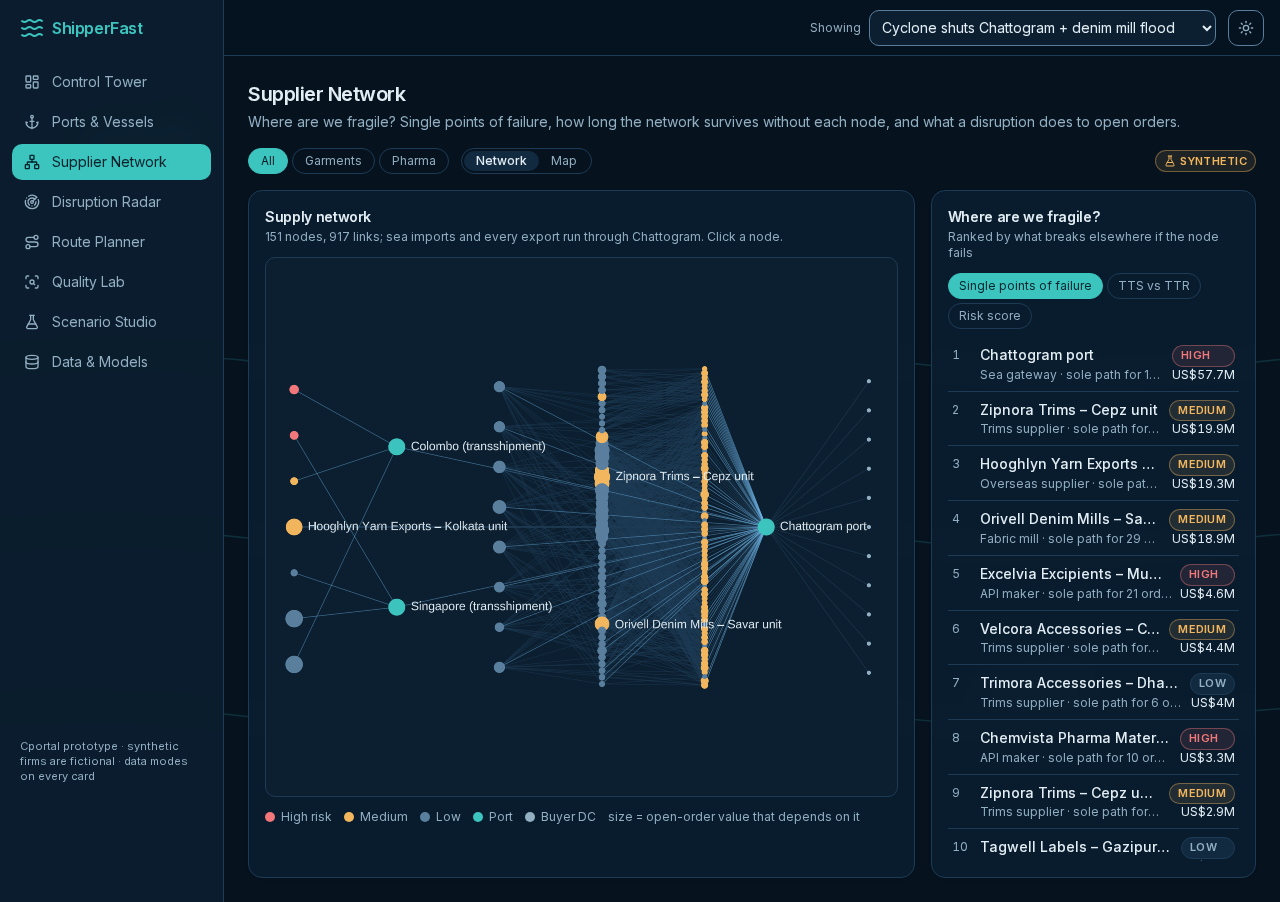 ShipperFast
Showing
Cyclone shuts Chattogram + denim mill flood
Control Tower
Ports & Vessels
Supplier Network
Disruption Radar
Route Planner
Quality Lab
Scenario Studio
Data & Models
Cportal prototype · synthetic
firms are fictional · data modes
on every card
Supplier Network
Where are we fragile? Single points of failure, how long the network survives without each node, and what a disruption does to open orders.
All
Garments
Pharma
Network
Map
SYNTHETIC
Supply network
151 nodes, 917 links; sea imports and every export run through Chattogram. Click a node.
Colombo (transshipment)
Zipnora Trims – Cepz unit
Hooghlyn Yarn Exports – Kolkata unit
Chattogram port
Singapore (transshipment)
Orivell Denim Mills – Savar unit
High risk
Medium
Low
Port
Buyer DC
size = open-order value that depends on it
Where are we fragile?
Ranked by what breaks elsewhere if the node
fails
Single points of failure
TTS vs TTR
Risk score
1 Chattogram port HIGH
Sea gateway · sole path for 1… US$57.7M
2 Zipnora Trims – Cepz unit MEDIUM
Trims supplier · sole path for… US$19.9M
3 Hooghlyn Yarn Exports … MEDIUM
Overseas supplier · sole pat… US$19.3M
4 Orivell Denim Mills – Sa… MEDIUM
Fabric mill · sole path for 29 … US$18.9M
5 Excelvia Excipients – Mu… HIGH
API maker · sole path for 21 ord… US$4.6M
6 Velcora Accessories – C… MEDIUM
Trims supplier · sole path for… US$4.4M
7 Trimora Accessories – Dha… LOW
Trims supplier · sole path for 6 o… US$4M
8 Chemvista Pharma Mater… HIGH
API maker · sole path for 10 or… US$3.3M
9 Zipnora Trims – Cepz u… MEDIUM
Trims supplier · sole path for… US$2.9M
10 Tagwell Labels – Gazipur… LOW